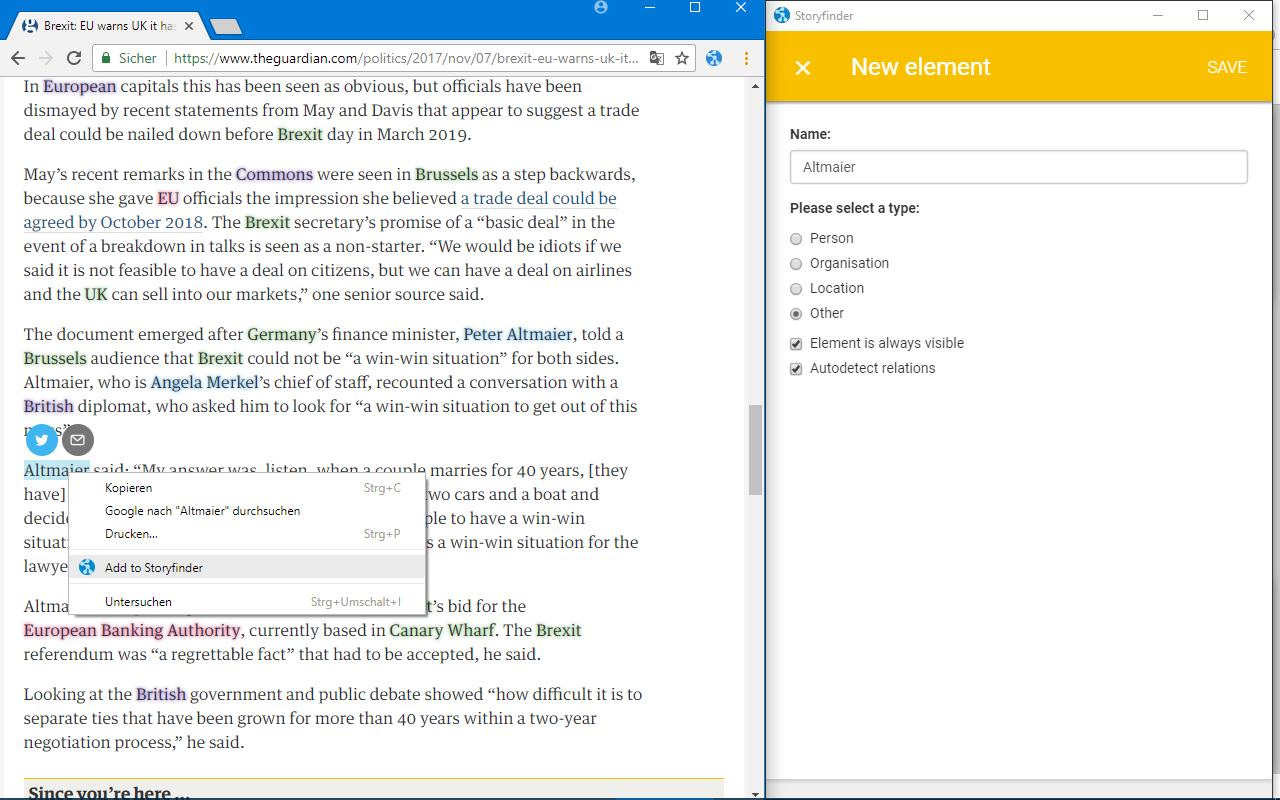 Brexit: EU warns UK it ha
Sicher
https://www.theguardian.com/politics/2017/nov/07/brexit-eu-warns-uk-it...
In European capitals this has been seen as obvious, but officials have been
dismayed by recent statements from May and Davis that appear to suggest a trade
deal could be nailed down before Brexit day in March 2019.
May’s recent remarks in the Commons were seen in Brussels as a step backwards,
because she gave EU officials the impression she believed a trade deal could be
agreed by October 2018. The Brexit secretary’s promise of a “basic deal” in the
event of a breakdown in talks is seen as a non-starter. “We would be idiots if we
said it is not feasible to have a deal on citizens, but we can have a deal on airlines
and the UK can sell into our markets,” one senior source said.
The document emerged after Germany’s finance minister, Peter Altmaier, told a
Brussels audience that Brexit could not be “a win-win situation” for both sides.
Altmaier, who is Angela Merkel’s chief of staff, recounted a conversation with a
British diplomat, who asked him to look for “a win-win situation to get out of this
Altmaier said: “My answer was, listen, when a couple marries for 40 years, [they
have] two cars and a boat and
decide ple to have a win-win
situati s a win-win situation for the
lawye
Kopieren Strg+C
Google nach "Altmaier" durchsuchen
Drucken... Strg+P
Add to Storyfinder
Untersuchen Strg+Umschalt+I
Altma t’s bid for the
European Banking Authority, currently based in Canary Wharf. The Brexit
referendum was “a regrettable fact” that had to be accepted, he said.
Looking at the British government and public debate showed “how difficult it is to
separate ties that have been grown for more than 40 years within a two-year
negotiation process,” he said.
Since you’re here ...
Storyfinder
New element
SAVE
Name:
Altmaier
Please select a type:
Person
Organisation
Location
Other
Element is always visible
Autodetect relations